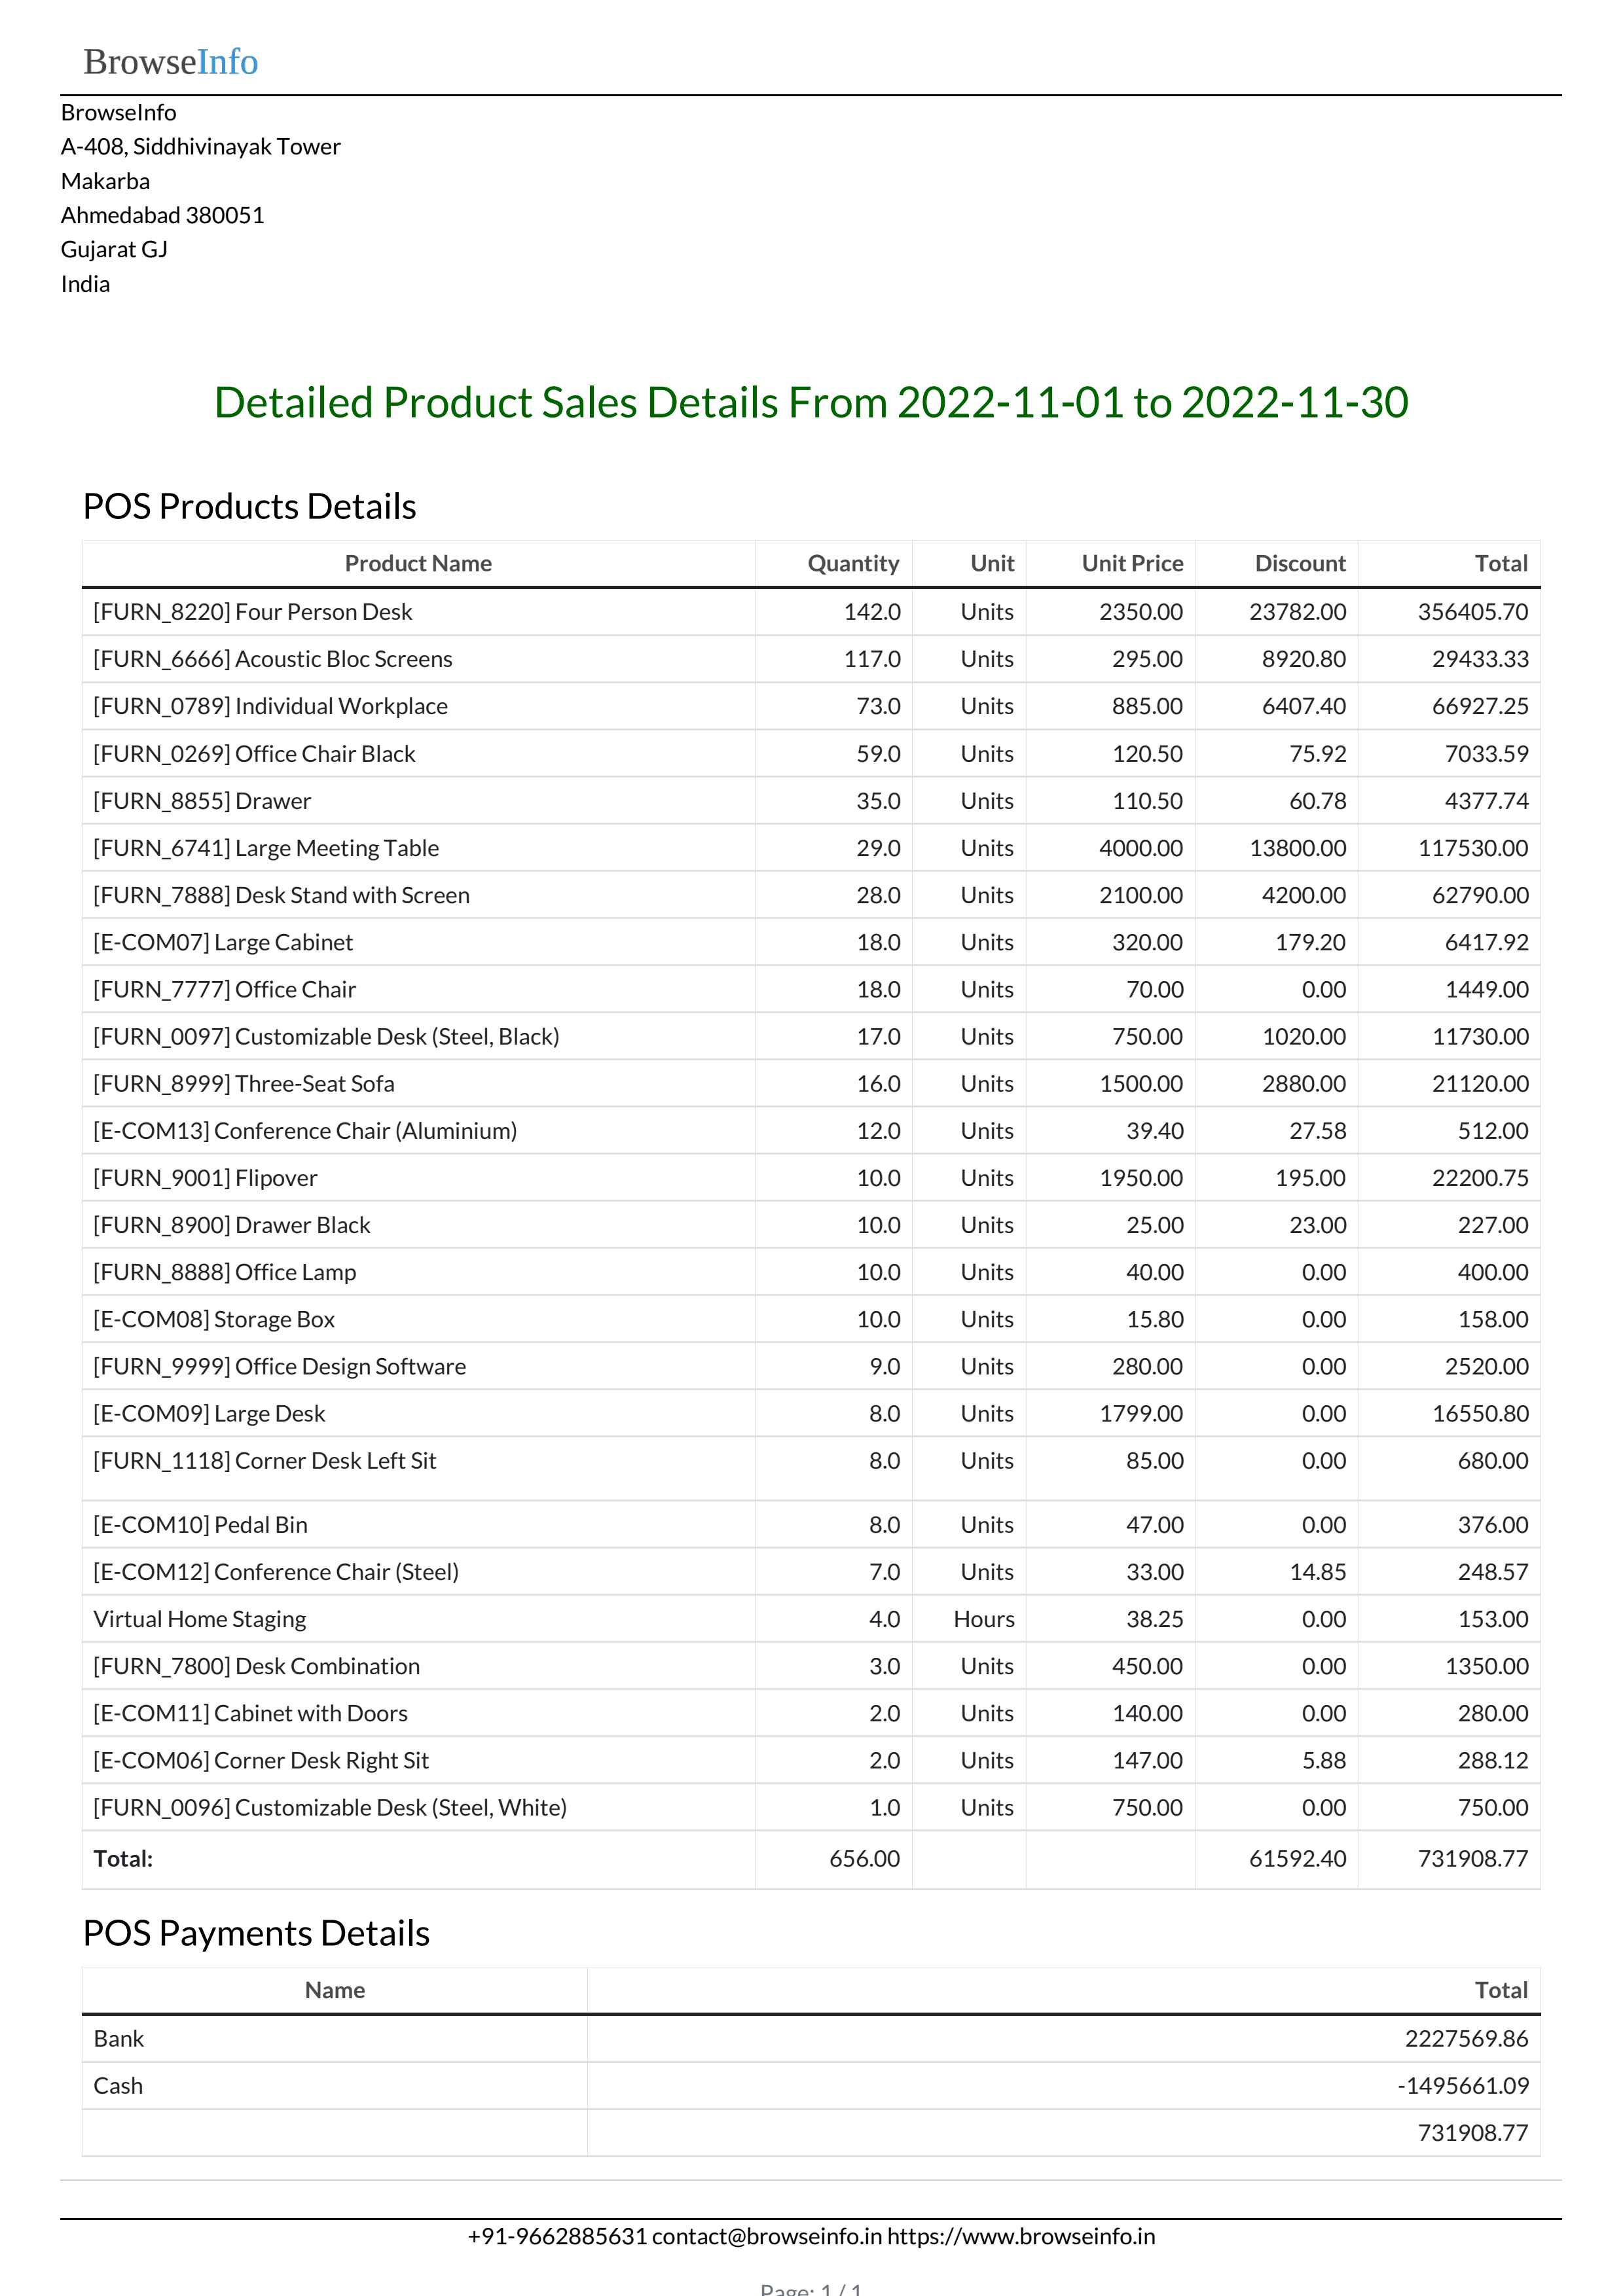 BrowseInfo
BrowseInfo
A-408, Siddhivinayak Tower
Makarba
Ahmedabad 380051
Gujarat GJ
India
Detailed Product Sales Details From 2022-11-01 to 2022-11-30
POS Products Details
Product Name Quantity Unit Unit Price Discount Total
[FURN_8220] Four Person Desk 142.0 Units 2350.00 23782.00 356405.70
[FURN_6666] Acoustic Bloc Screens 117.0 Units 295.00 8920.80 29433.33
[FURN_0789] Individual Workplace 73.0 Units 885.00 6407.40 66927.25
[FURN_0269] Office Chair Black 59.0 Units 120.50 75.92 7033.59
[FURN_8855] Drawer 35.0 Units 110.50 60.78 4377.74
[FURN_6741] Large Meeting Table 29.0 Units 4000.00 13800.00 117530.00
[FURN_7888] Desk Stand with Screen 28.0 Units 2100.00 4200.00 62790.00
[E-COM07] Large Cabinet 18.0 Units 320.00 179.20 6417.92
[FURN_7777] Office Chair 18.0 Units 70.00 0.00 1449.00
[FURN_0097] Customizable Desk (Steel, Black) 17.0 Units 750.00 1020.00 11730.00
[FURN_8999] Three-Seat Sofa 16.0 Units 1500.00 2880.00 21120.00
[E-COM13] Conference Chair (Aluminium) 12.0 Units 39.40 27.58 512.00
[FURN_9001] Flipover 10.0 Units 1950.00 195.00 22200.75
[FURN_8900] Drawer Black 10.0 Units 25.00 23.00 227.00
[FURN_8888] Office Lamp 10.0 Units 40.00 0.00 400.00
[E-COM08] Storage Box 10.0 Units 15.80 0.00 158.00
[FURN_9999] Office Design Software 9.0 Units 280.00 0.00 2520.00
[E-COM09] Large Desk 8.0 Units 1799.00 0.00 16550.80
[FURN_1118] Corner Desk Left Sit 8.0 Units 85.00 0.00 680.00
[E-COM10] Pedal Bin 8.0 Units 47.00 0.00 376.00
[E-COM12] Conference Chair (Steel) 7.0 Units 33.00 14.85 248.57
Virtual Home Staging 4.0 Hours 38.25 0.00 153.00
[FURN_7800] Desk Combination 3.0 Units 450.00 0.00 1350.00
[E-COM11] Cabinet with Doors 2.0 Units 140.00 0.00 280.00
[E-COM06] Corner Desk Right Sit 2.0 Units 147.00 5.88 288.12
[FURN_0096] Customizable Desk (Steel, White) 1.0 Units 750.00 0.00 750.00
Total: 656.00 61592.40 731908.77
POS Payments Details
Name Total
Bank 2227569.86
Cash -1495661.09
731908.77
+91-9662885631 contact@browseinfo.in https://www.browseinfo.in
Page: 1 / 1